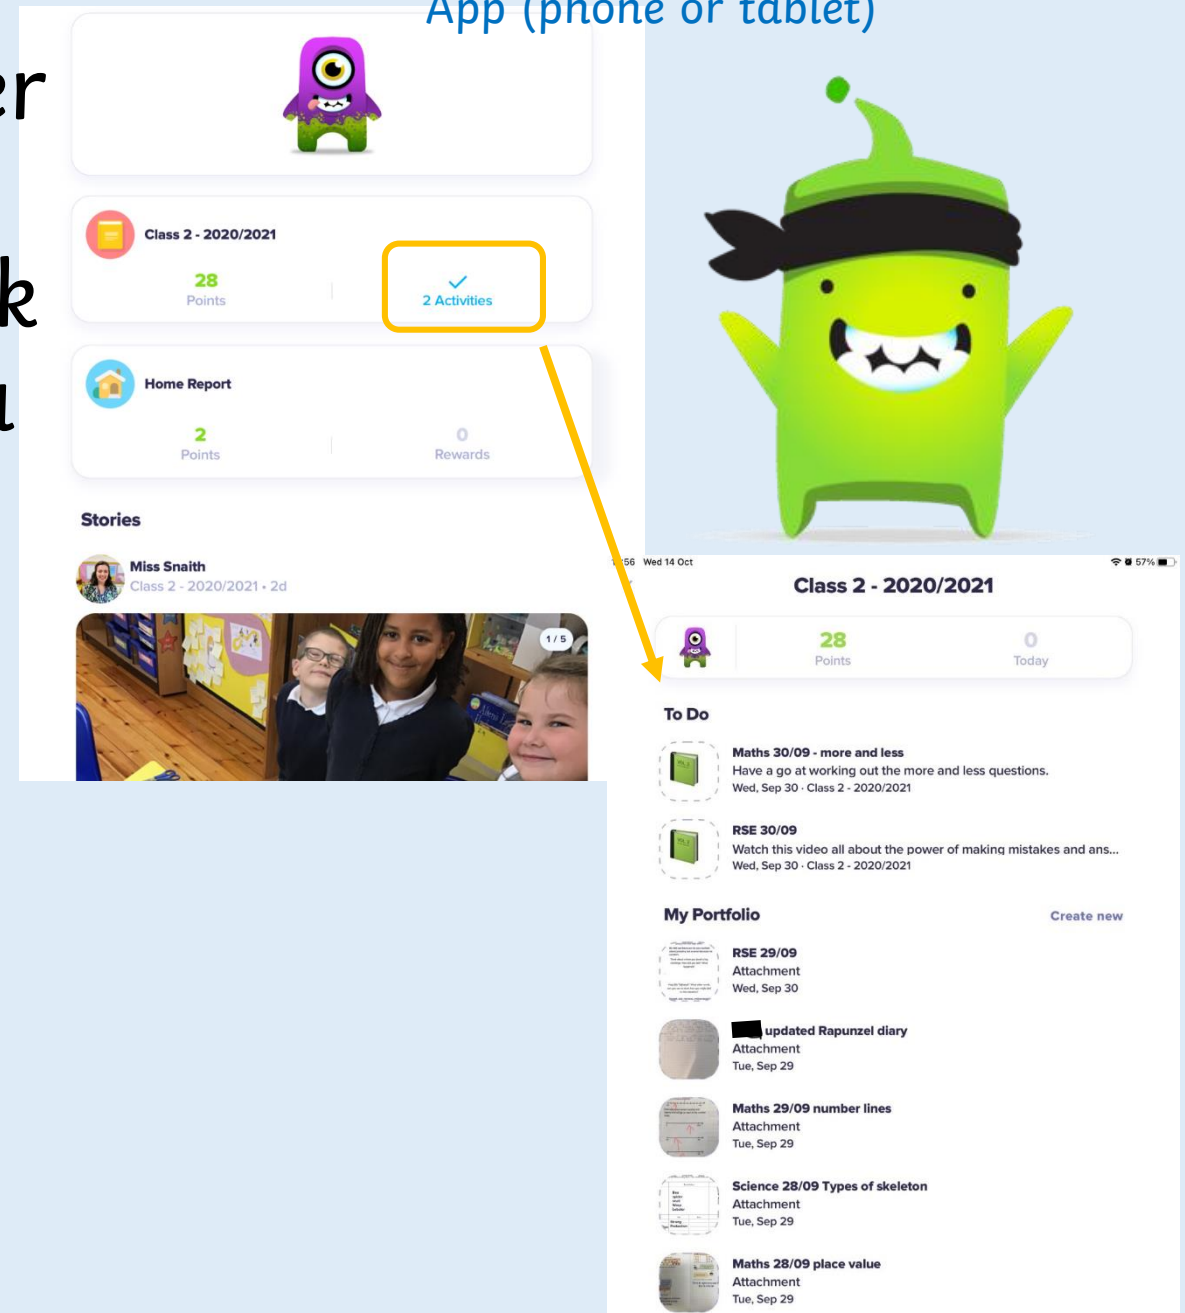 App (phone or tablet)
er
k
Class 2 - 2020/2021
28
Points
2 Activities
Home Report
2
Points
0
Rewards
Stories
Miss Snaith
Class 2 - 2020/2021 • 2d
1 / 5
56 Wed 14 Oct
57%
Class 2 - 2020/2021
28
Points
0
Today
To Do
Maths 30/09 - more and less
Have a go at working out the more and less questions.
Wed, Sep 30 · Class 2 - 2020/2021
RSE 30/09
Watch this video all about the power of making mistakes and ans...
Wed, Sep 30 · Class 2 - 2020/2021
My Portfolio
Create new
RSE 29/09
Attachment
Wed, Sep 30
updated Rapunzel diary
Attachment
Tue, Sep 29
Maths 29/09 number lines
Attachment
Tue, Sep 29
Science 28/09 Types of skeleton
Attachment
Tue, Sep 29
Maths 28/09 place value
Attachment
Tue, Sep 29